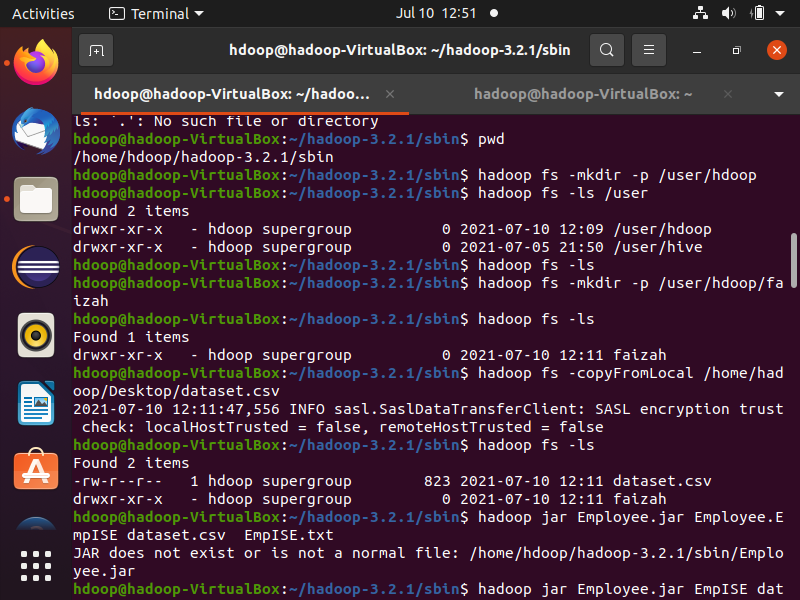 Activities
Terminal
Jul 10 12:51
hdoop@hadoop-VirtualBox: ~/hadoop-3.2.1/sbin
hdoop@hadoop-VirtualBox: ~/hadoo...
hadoop@hadoop-VirtualBox: ~
ls: `.': No such file or directory
hdoop@hadoop-VirtualBox:~/hadoop-3.2.1/sbin$ pwd
/home/hdoop/hadoop-3.2.1/sbin
hdoop@hadoop-VirtualBox:~/hadoop-3.2.1/sbin$ hadoop fs -mkdir -p /user/hdoop
hdoop@hadoop-VirtualBox:~/hadoop-3.2.1/sbin$ hadoop fs -ls /user
Found 2 items
drwxr-xr-x   - hdoop supergroup          0 2021-07-10 12:09 /user/hdoop
drwxr-xr-x   - hdoop supergroup          0 2021-07-05 21:50 /user/hive
hdoop@hadoop-VirtualBox:~/hadoop-3.2.1/sbin$ hadoop fs -ls
hdoop@hadoop-VirtualBox:~/hadoop-3.2.1/sbin$ hadoop fs -mkdir -p /user/hdoop/fa
izah
hdoop@hadoop-VirtualBox:~/hadoop-3.2.1/sbin$ hadoop fs -ls
Found 1 items
drwxr-xr-x   - hdoop supergroup          0 2021-07-10 12:11 faizah
hdoop@hadoop-VirtualBox:~/hadoop-3.2.1/sbin$ hadoop fs -copyFromLocal /home/had
oop/Desktop/dataset.csv
2021-07-10 12:11:47,556 INFO sasl.SaslDataTransferClient: SASL encryption trust
 check: localHostTrusted = false, remoteHostTrusted = false
hdoop@hadoop-VirtualBox:~/hadoop-3.2.1/sbin$ hadoop fs -ls
Found 2 items
-rw-r--r--   1 hdoop supergroup        823 2021-07-10 12:11 dataset.csv
drwxr-xr-x   - hdoop supergroup          0 2021-07-10 12:11 faizah
hdoop@hadoop-VirtualBox:~/hadoop-3.2.1/sbin$ hadoop jar Employee.jar Employee.E
mpISE dataset.csv  EmpISE.txt
JAR does not exist or is not a normal file: /home/hdoop/hadoop-3.2.1/sbin/Emplo
yee.jar
hdoop@hadoop-VirtualBox:~/hadoop-3.2.1/sbin$ hadoop jar Employee.jar EmpISE dat